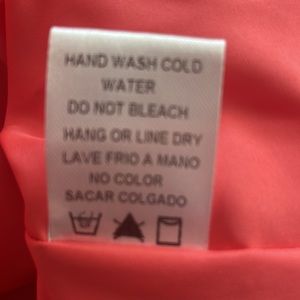 HAND WASH COLD
WATER
DO NOT BLEACH
HANG OR LINE DRY
LAVE FRIO A MANO
NO COLOR
SACAR COLGADO